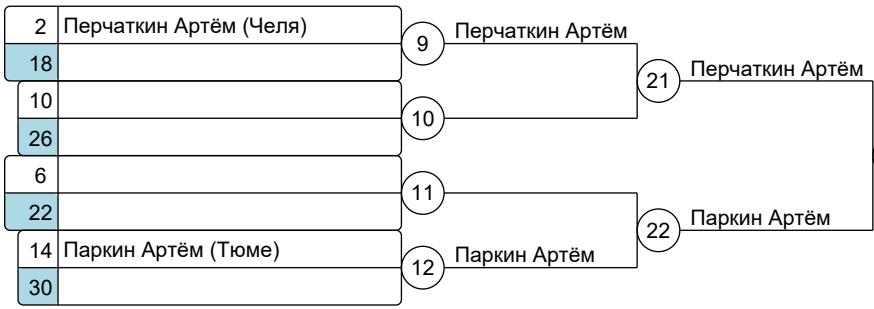 2 Перчаткин Артём (Челя)
9 Перчаткин Артём
18
21 Перчаткин Артём
10
10
26
6
11
22
22 Паркин Артём
14 Паркин Артём (Тюме)
12 Паркин Артём
30